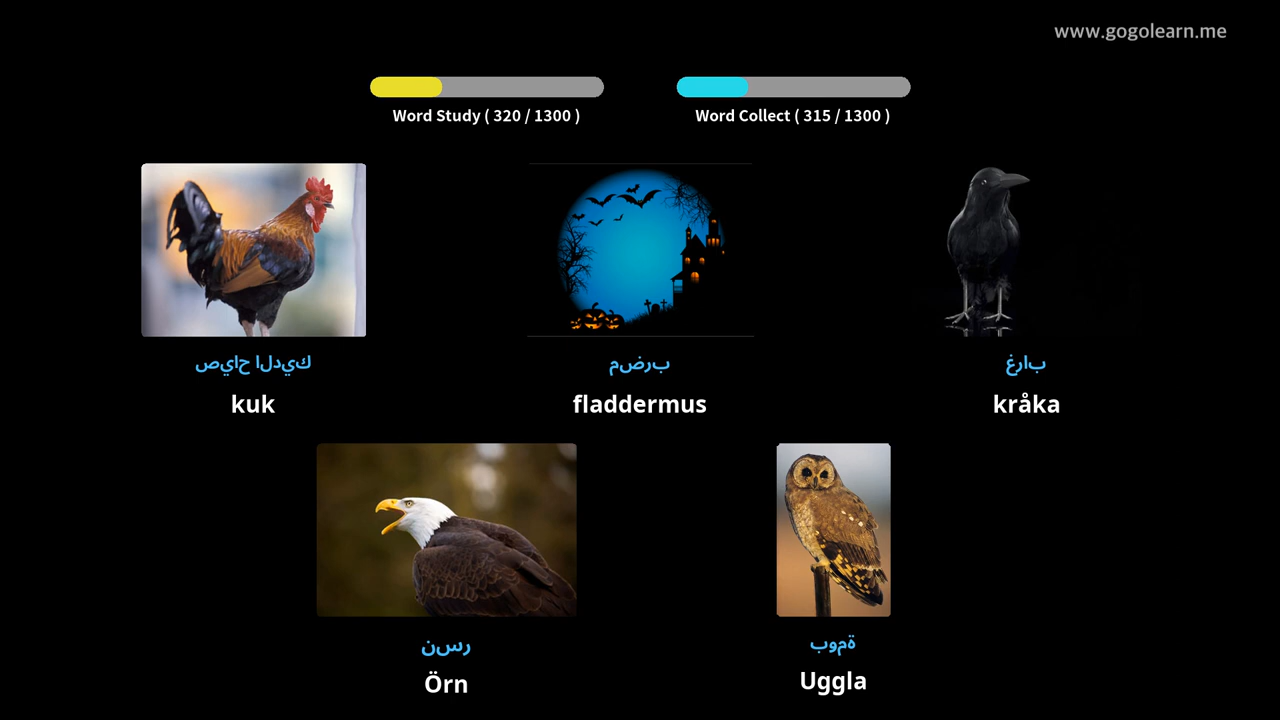 www.gogolearn.me
Word Study ( 320 / 1300 )
Word Collect ( 315 / 1300 )
صياح الديك
مضرب
غراب
kuk
fladdermus
kråka
نسر
بومة
Örn
Uggla